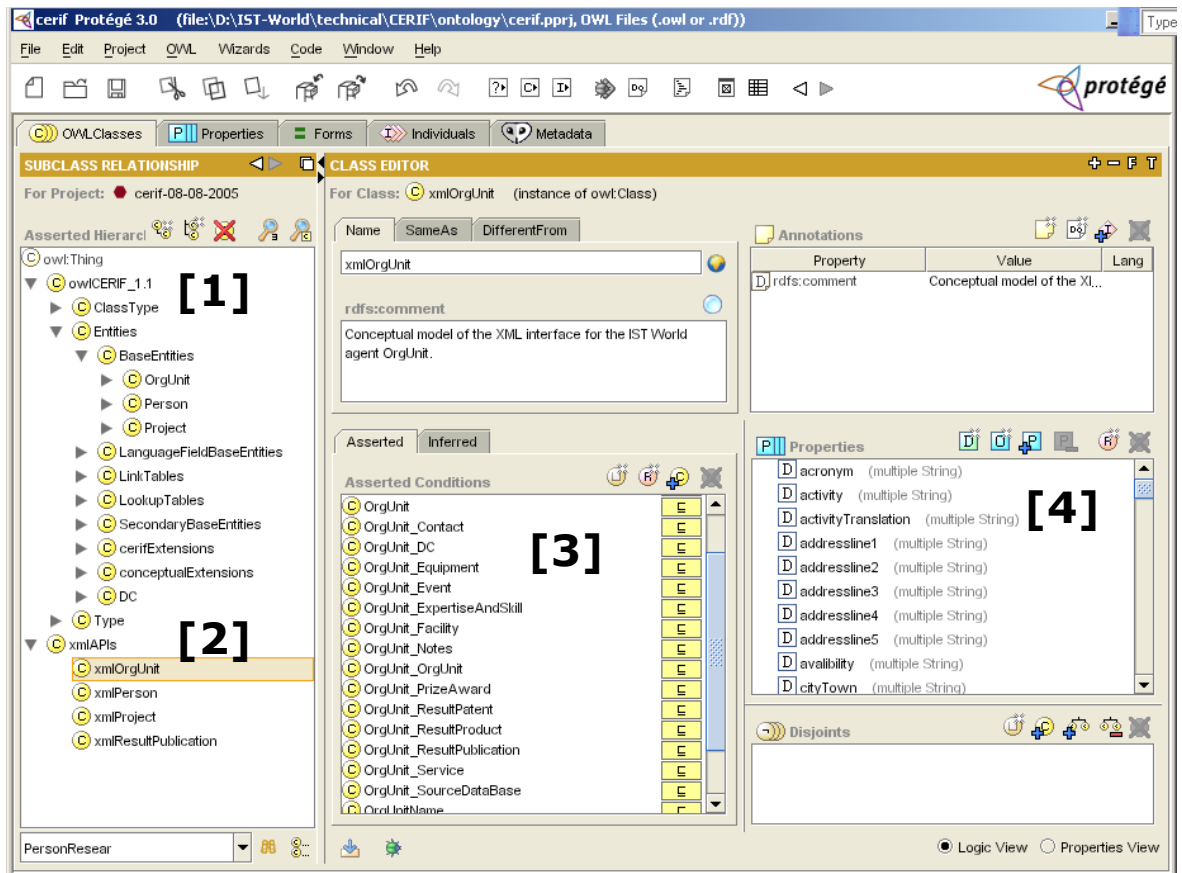 cerif Protégé 3.0 (file:\D:\IST-World\technical\CERIF\ontology\cerif.pprj, OWL Files (.owl or .rdf))
Type
File Edit Project OWL Wizards Code Window Help
protégé
OWLClasses Properties Forms Individuals Metadata
SUBCLASS RELATIONSHIP
For Project: cerif-08-08-2005
Asserted Hierarcl
owl:Thing
owlCERIF_1.1
[1]
ClassType
Entities
BaseEntities
OrgUnit
Person
Project
LanguageFieldBaseEntities
LinkTables
LookupTables
SecondaryBaseEntities
cerifExtensions
conceptualExtensions
DC
Type
[2]
xmlAPIs
xmlOrgUnit
xmlPerson
xmlProject
xmlResultPublication
PersonResear
CLASS EDITOR
For Class: xmlOrgUnit (instance of owl:Class)
Name SameAs DifferentFrom
xmlOrgUnit
rdfs:comment
Conceptual model of the XML interface for the IST World
agent OrgUnit.
Annotations
Property Value Lang
rdfs:comment Conceptual model of the XI...
Asserted Inferred
Asserted Conditions
OrgUnit
OrgUnit_Contact
OrgUnit_DC
[3]
OrgUnit_Equipment
OrgUnit_Event
OrgUnit_ExpertiseAndSkill
OrgUnit_Facility
OrgUnit_Notes
OrgUnit_OrgUnit
OrgUnit_PrizeAward
OrgUnit_ResultPatent
OrgUnit_ResultProduct
OrgUnit_ResultPublication
OrgUnit_Service
OrgUnit_SourceDataBase
OrgUnitName
Properties
acronym (multiple String)
activity (multiple String)
activityTranslation (multiple String)
[4]
addressline1 (multiple String)
addressline2 (multiple String)
addressline3 (multiple String)
addressline4 (multiple String)
addressline5 (multiple String)
avalibility (multiple String)
cityTown (multiple String)
Disjoints
Logic View Properties View